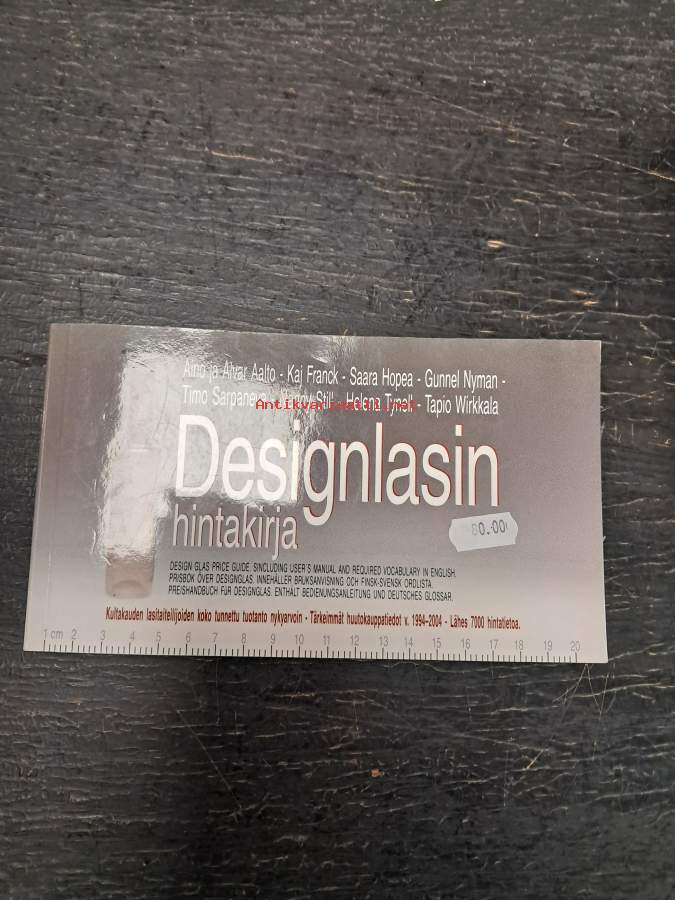 Aino ja Alvar Aalto - Kai Franck - Saara Hopea - Gunnel Nyman -
Timo Sarpaneva - Nanny Still - Helena Tynell - Tapio Wirkkala
Antikvariaatti.net
Designlasin
hintakirja
80.00
DESIGN GLAS PRICE GUIDE. SINCLUDING USER'S MANUAL AND REQUIRED VOCABULARY IN ENGLISH.
PRISBOK ÖVER DESIGNGLAS. INNEHÅLLER BRUKSANVISNING OCH FINSK-SVENSK ORDLISTA.
PREISHANDBUCH FÜR DESIGNGLAS. ENTHÄLT BEDIENUNGSANLEITUNG UND DEUTSCHES GLOSSAR.
Kultakauden lasitaiteilijoiden koko tunnettu tuotanto nykyarvoin - Tärkeimmät huutokauppatiedot v. 1994-2004 - Lähes 7000 hintatietoa.
1 cm 2 3 4 5 6 7 8 9 10 11 12 13 14 15 16 17 18 19 20